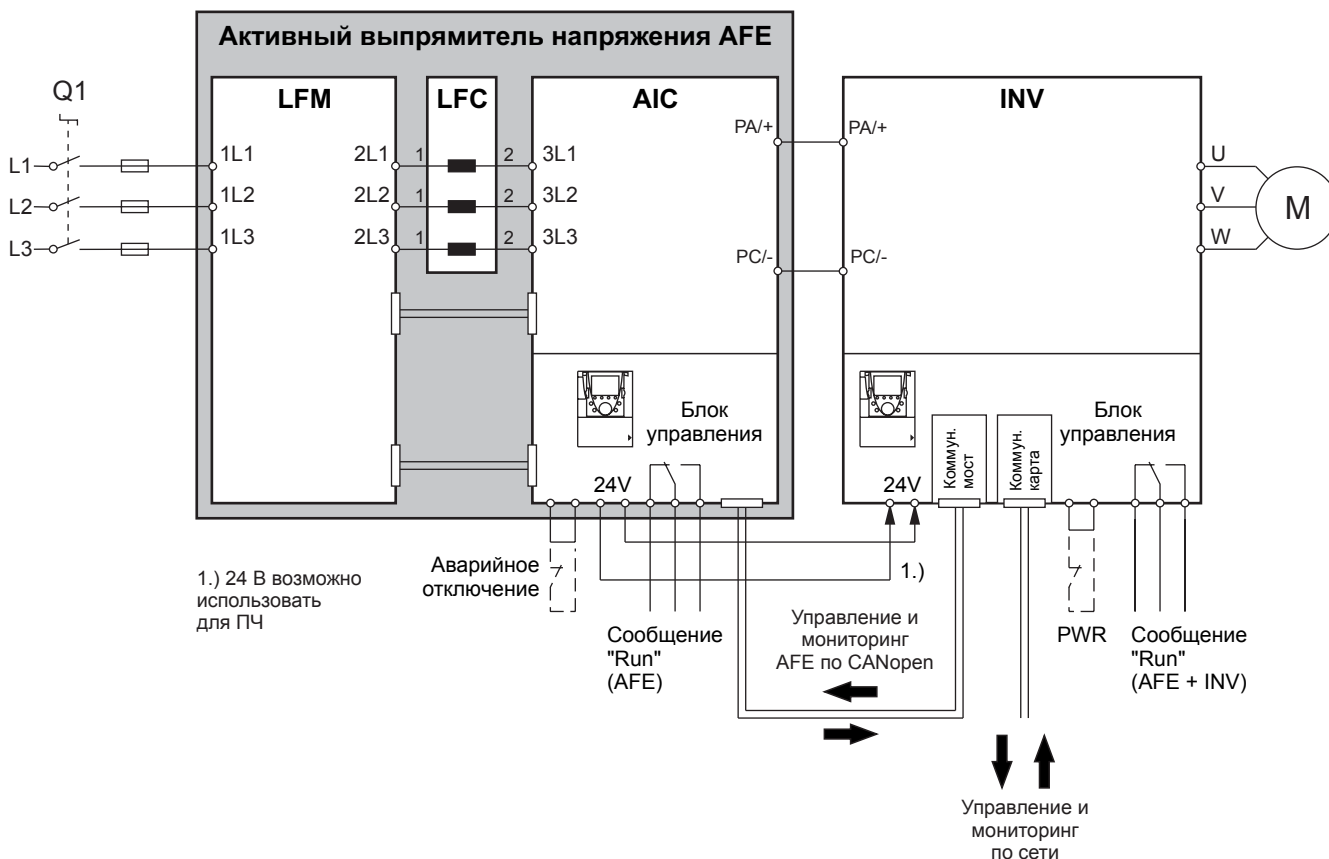 Активный выпрямитель напряжения AFE
Q1
LFM
LFC
AIC
INV
PA/+
PA/+
L1
1L1
2L1
1
2
3L1
U
L2
1L2
2L2
1
2
3L2
V
M
L3
1L3
2L3
1
2
3L3
W
PC/-
PC/-
Блок
управления
24V
Коммун.
мост
Коммун.
карта
Блок
управления
24V
1.) 24 В возможно
использовать
для ПЧ
Аварийное
отключение
Сообщение
"Run"
(AFE)
1.)
Управление и
мониторинг
AFE по CANopen
PWR
Сообщение
"Run"
(AFE + INV)
Управление и
мониторинг
по сети